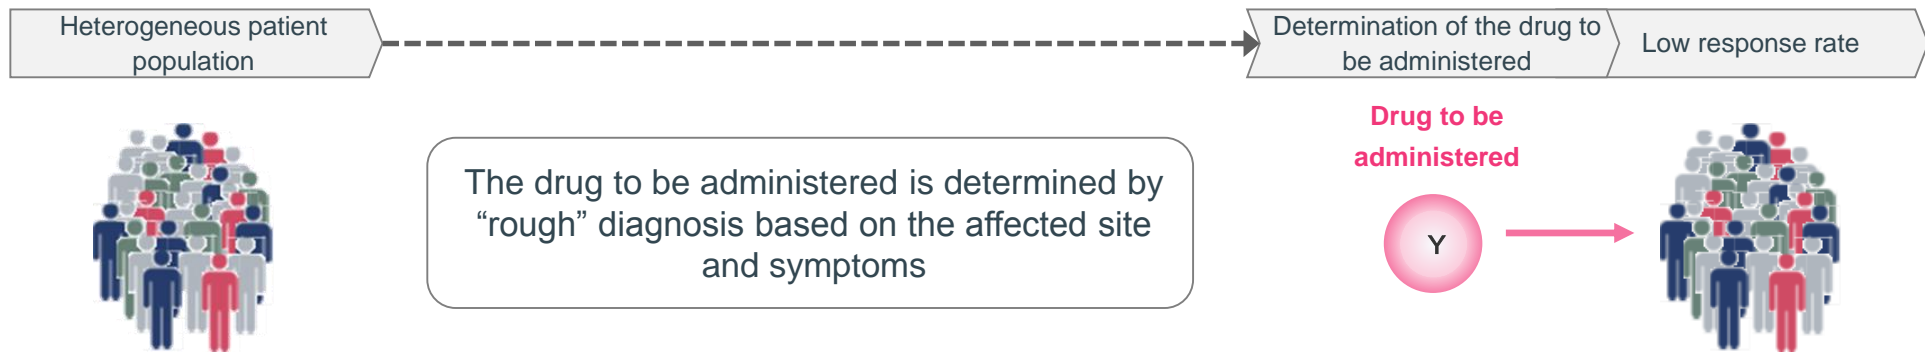 Heterogeneous patient
population
Determination of the drug to
be administered
Low response rate
The drug to be administered is determined by
“rough” diagnosis based on the affected site
and symptoms
Drug to be
administered
Y